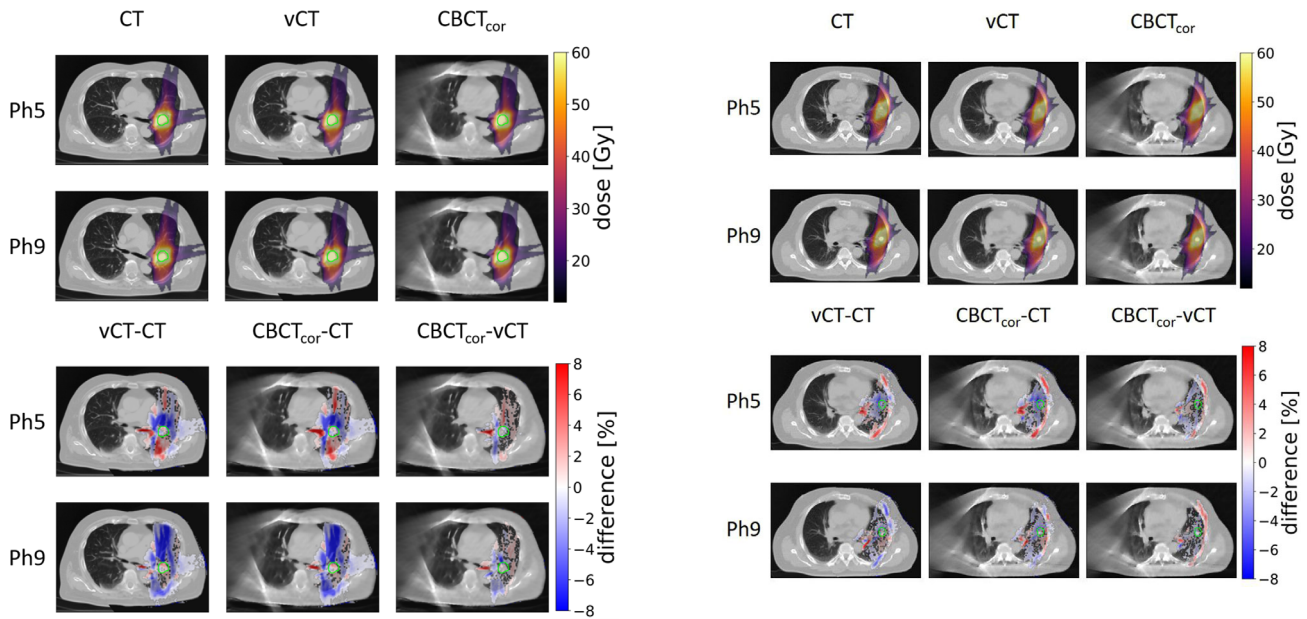 CT vCT CBCTcor
Ph5
Ph9
60
50
40
30
20
dose [Gy]
vCT-CT CBCTcor-CT CBCTcor-vCT
Ph5
Ph9
8
6
4
2
0
−2
−4
−6
−8
difference [%]
CT vCT CBCTcor
Ph5
Ph9
60
50
40
30
20
dose [Gy]
vCT-CT CBCTcor-CT CBCTcor-vCT
Ph5
Ph9
8
6
4
2
0
−2
−4
−6
−8
difference [%]